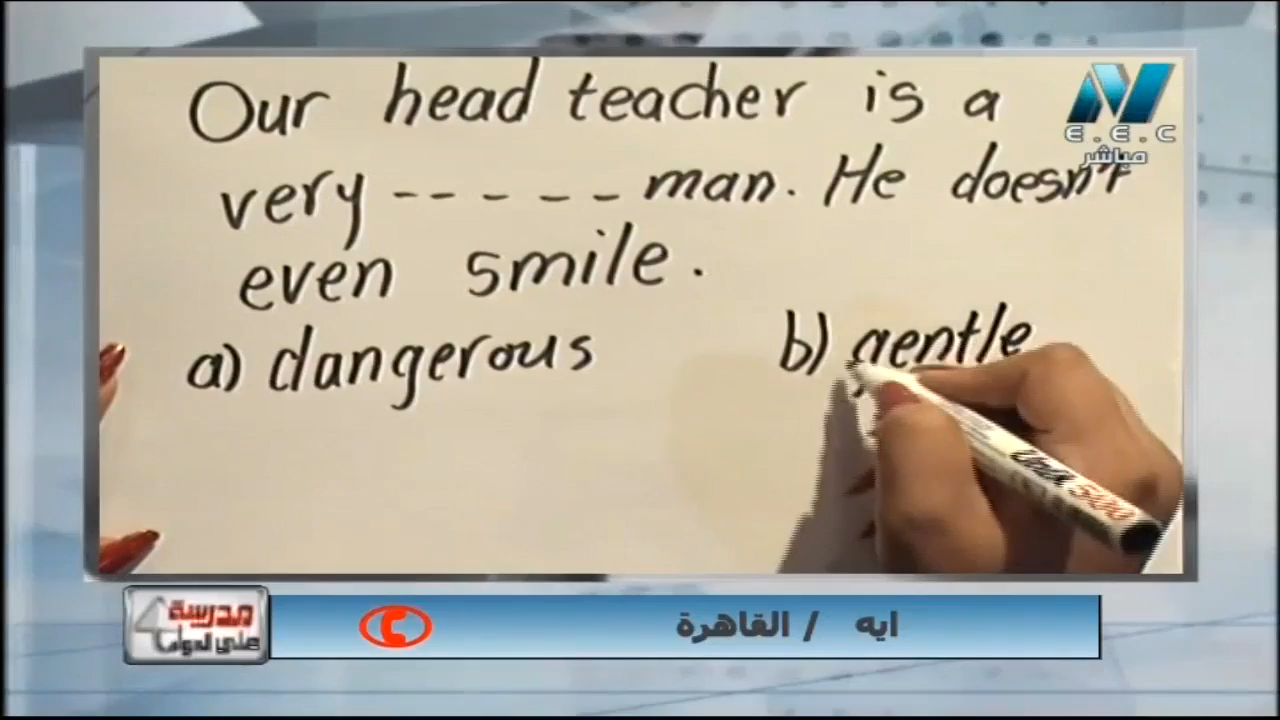 Our head teacher is a
very ----- man. He doesn't
even smile.
a) dangerous b) gentle
E.E.C
مباشر
مدرسة
على الهواء
ايه / القاهرة